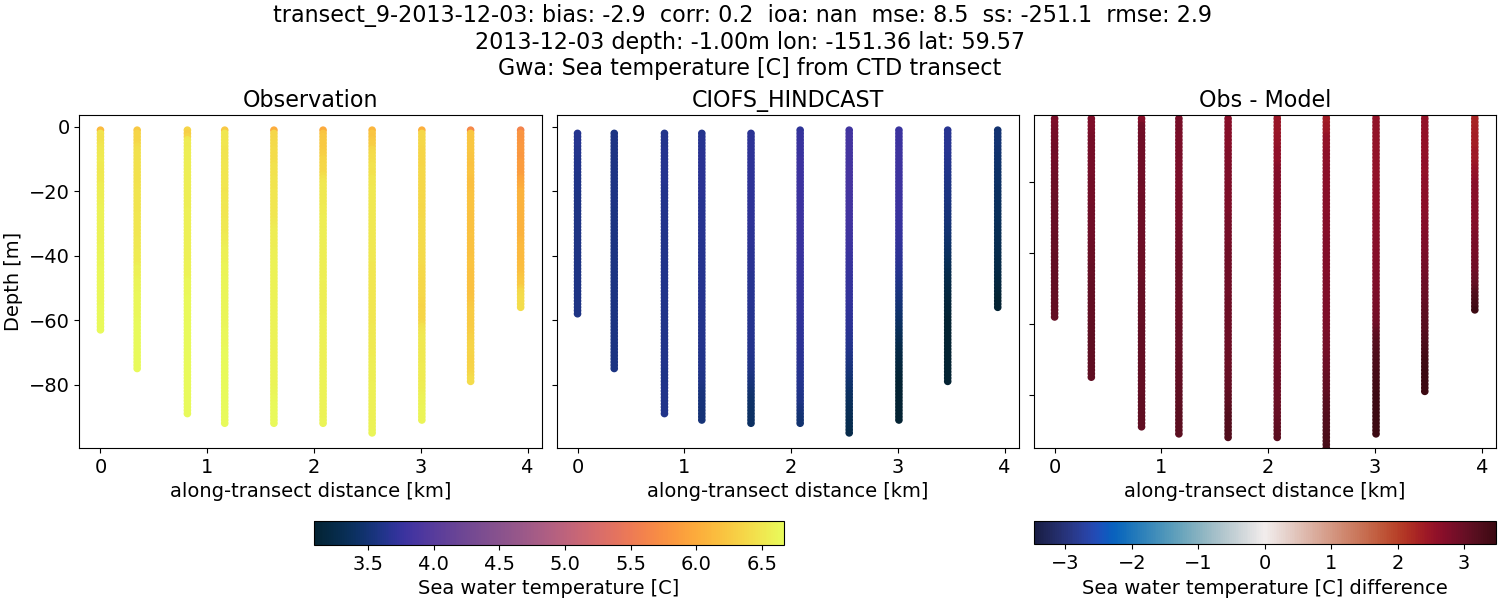 transect_9-2013-12-03: bias: -2.9  corr: 0.2  ioa: nan  mse: 8.5  ss: -251.1  rmse: 2.9
2013-12-03 depth: -1.00m lon: -151.36 lat: 59.57
Gwa: Sea temperature [C] from CTD transect
Observation
CIOFS_HINDCAST
Obs - Model
Depth [m]
0
−20
−40
−60
−80
0 1 2 3 4
0 1 2 3 4
0 1 2 3 4
along-transect distance [km]
along-transect distance [km]
along-transect distance [km]
3.5 4.0 4.5 5.0 5.5 6.0 6.5
Sea water temperature [C]
−3 −2 −1 0 1 2 3
Sea water temperature [C] difference